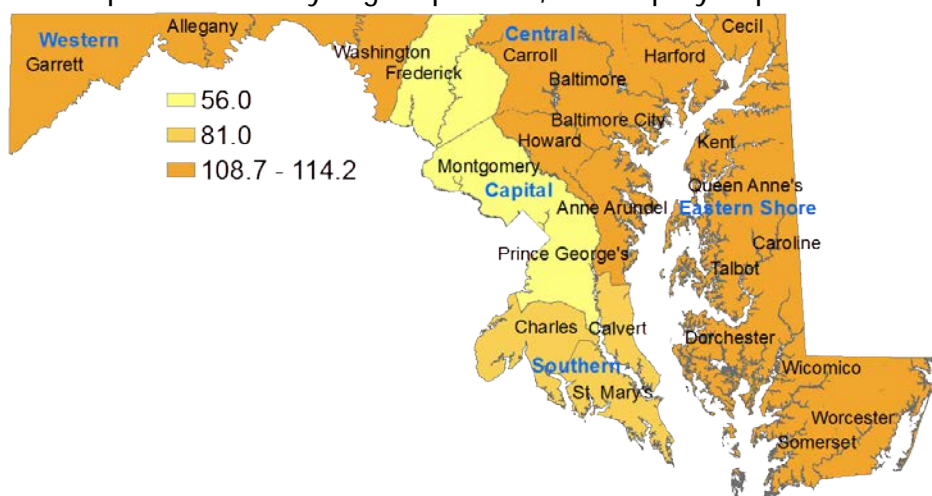 Allegany
Cecil
Western
Central
Washington
Carroll
Harford
Garrett
Frederick
Baltimore
56.0
81.0
108.7 - 114.2
Baltimore City
Howard
Kent
Montgomery
Capital
Queen Anne's
Anne Arundel
Eastern Shore
Caroline
Prince George's
Talbot
Charles
Calvert
Dorchester
Southern
Wicomico
St. Mary's
Worcester
Somerset